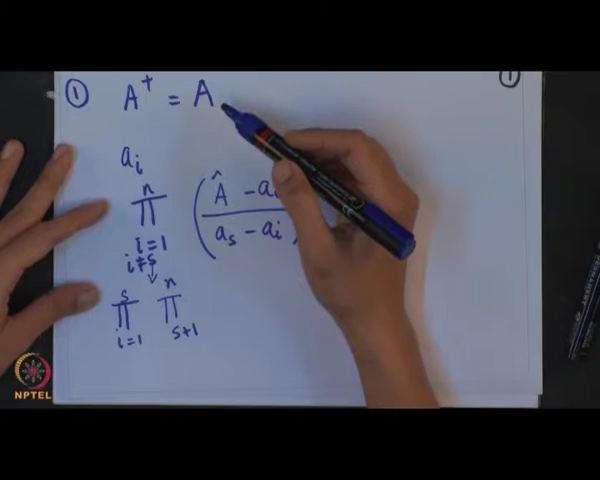 ① A† = A ①
aᵢ
n
∏ ( Â - a
i=1 aₛ - aᵢ )
i≠s
↓
s n
∏ ∏
i=1 s+1
NPTEL